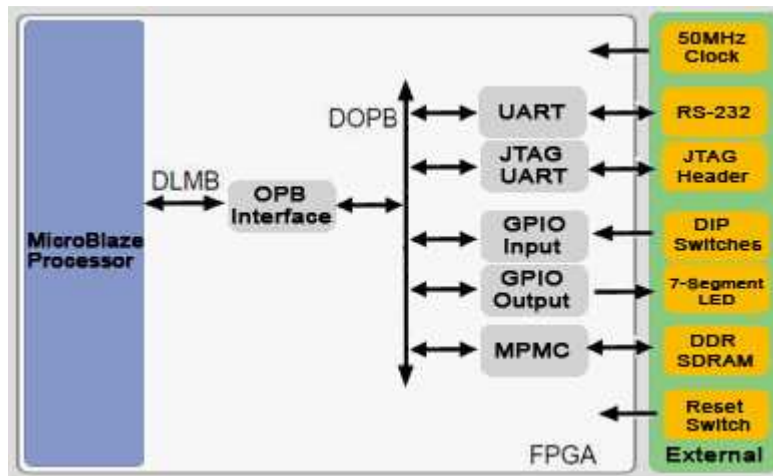 MicroBlaze
Processor
DLMB
OPB
Interface
DOPB
UART
JTAG
UART
GPIO
Input
GPIO
Output
MPMC
FPGA
50MHz
Clock
RS-232
JTAG
Header
DIP
Switches
7-Segment
LED
DDR
SDRAM
Reset
Switch
External